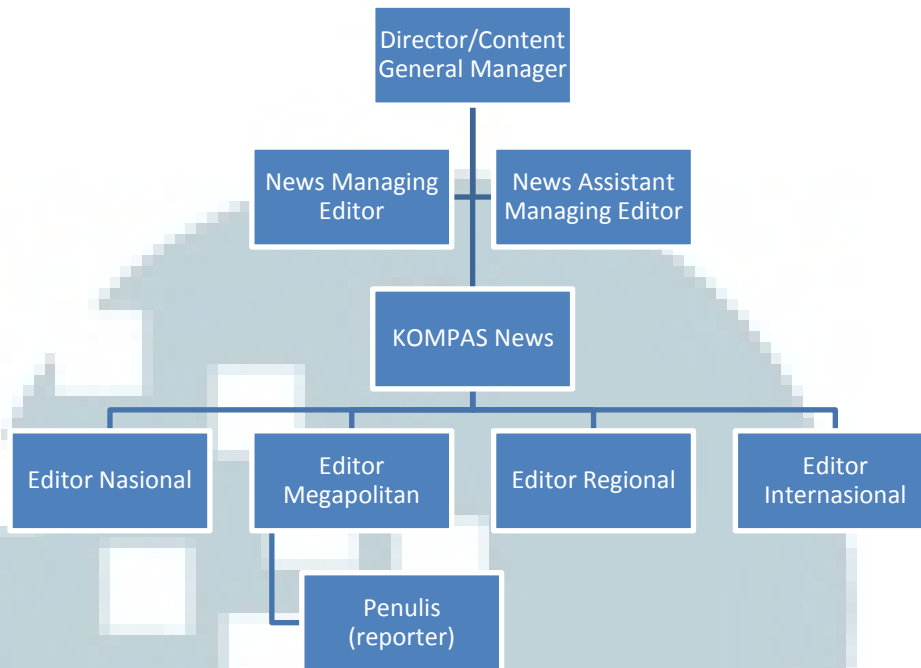 Director/Content
General Manager
News Managing
Editor
News Assistant
Managing Editor
KOMPAS News
Editor Nasional
Editor
Megapolitan
Editor Regional
Editor
Internasional
Penulis
(reporter)